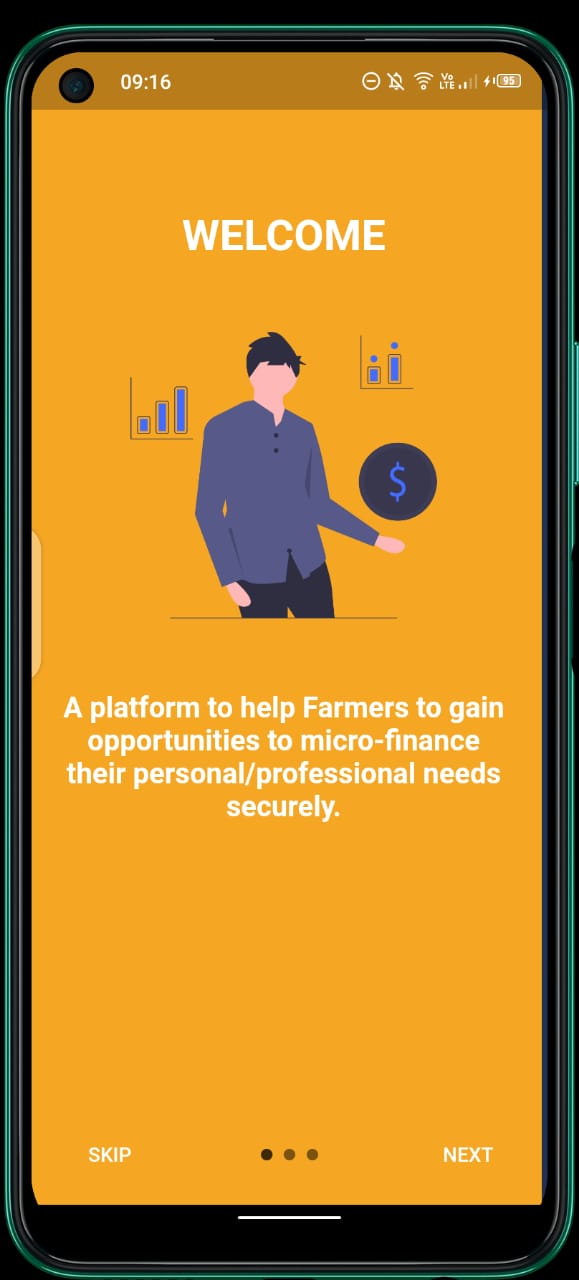 09:16
Vo
LTE
95
WELCOME
$
A platform to help Farmers to gain
opportunities to micro-finance
their personal/professional needs
securely.
SKIP
NEXT